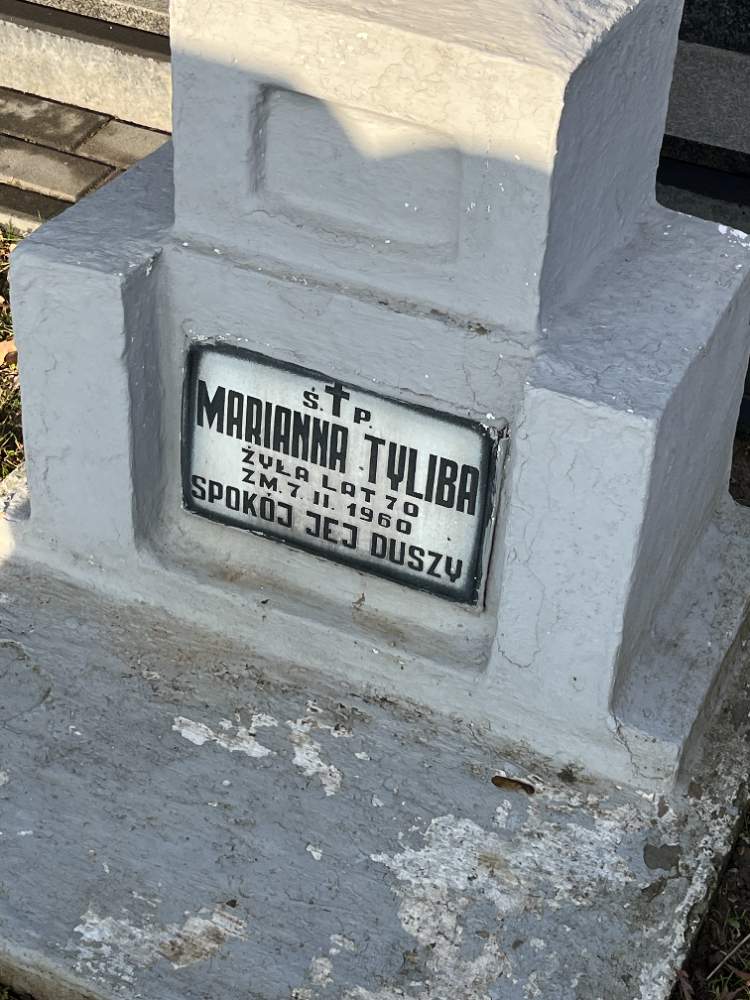 Ś. ✝ P.
MARIANNA TYLIBA
ŻYŁA LAT 70
ZM. 7. II. 1960
SPOKÓJ JEJ DUSZY